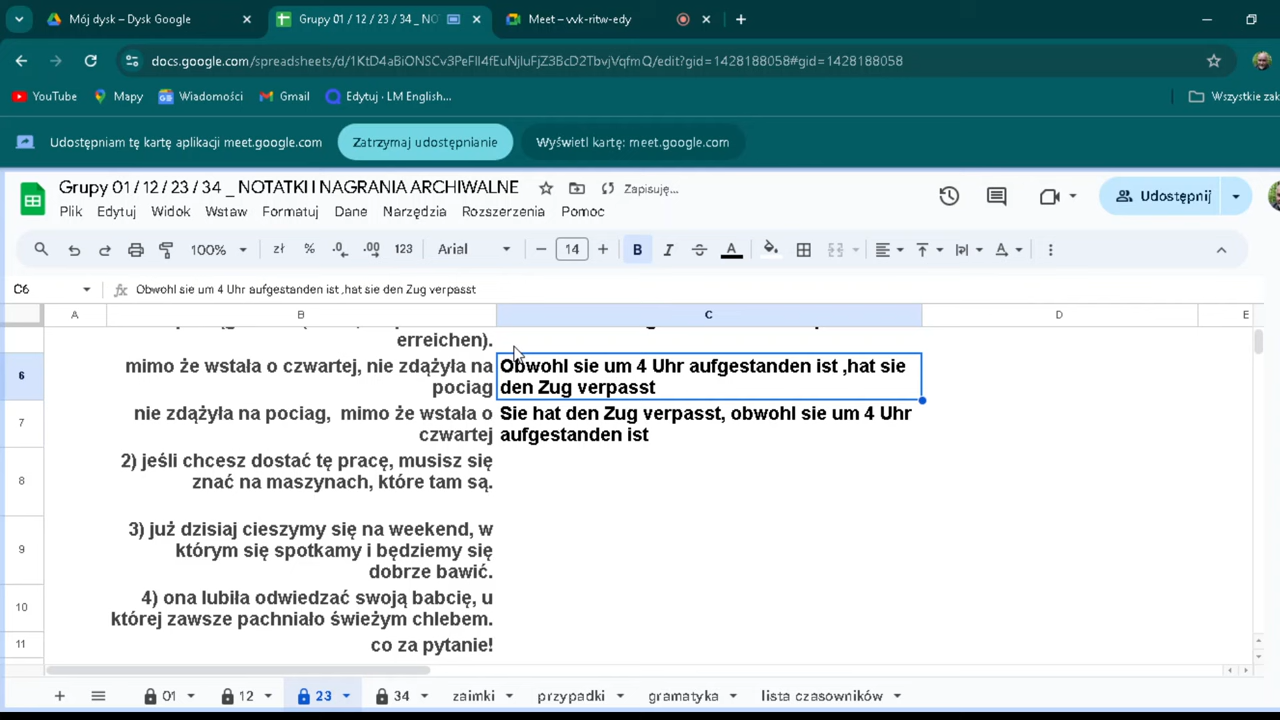 Mój dysk – Dysk Google
Grupy 01 / 12 / 23 / 34 _ NO
Meet – vvk-ritw-edy
docs.google.com/spreadsheets/d/1KtD4aBiONSCv3PeFlI4fEuNjluFjZ3BcD2TbvjVqfmQ/edit?gid=1428188058#gid=1428188058
YouTube
Mapy
Wiadomości
Gmail
Edytuj ‹ LM English...
Wszystkie zak
Udostępniam tę kartę aplikacji meet.google.com
Zatrzymaj udostępnianie
Wyświetl kartę: meet.google.com
Grupy 01 / 12 / 23 / 34 _ NOTATKI I NAGRANIA ARCHIWALNE
Zapisuję...
Plik Edytuj Widok Wstaw Formatuj Dane Narzędzia Rozszerzenia Pomoc
Udostępnij
100% zł % .0 .00 123 Arial 14 B I A
C6
Obwohl sie um 4 Uhr aufgestanden ist ,hat sie den Zug verpasst
A B C D E
erreichen).
6
mimo że wstała o czwartej, nie zdążyła na
pociag
Obwohl sie um 4 Uhr aufgestanden ist ,hat sie
den Zug verpasst
7
nie zdążyła na pociag, mimo że wstała o
czwartej
Sie hat den Zug verpasst, obwohl sie um 4 Uhr
aufgestanden ist
8
2) jeśli chcesz dostać tę pracę, musisz się
znać na maszynach, które tam są.
9
3) już dzisiaj cieszymy się na weekend, w
którym się spotkamy i będziemy się
dobrze bawić.
10
4) ona lubiła odwiedzać swoją babcię, u
której zawsze pachniało świeżym chlebem.
11
co za pytanie!
01 12 23 34 zaimki przypadki gramatyka lista czasowników